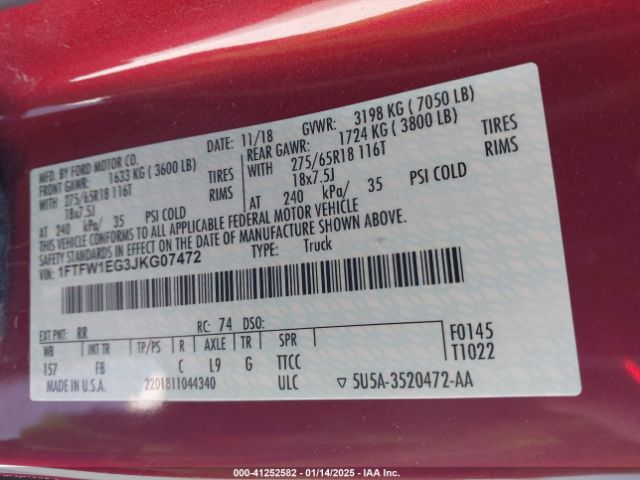 MFD. BY FORD MOTOR CO.
DATE: 11/18 GVWR: 3198 KG ( 7050 LB)
FRONT GAWR: 1633 KG ( 3600 LB)
REAR GAWR: 1724 KG ( 3800 LB)
WITH 275/65R18 116T TIRES
WITH 275/65R18 116T TIRES
18x7.5J RIMS
18x7.5J RIMS
AT 240 kPa/ 35 PSI COLD
AT 240 kPa/ 35 PSI COLD
THIS VEHICLE CONFORMS TO ALL APPLICABLE FEDERAL MOTOR VEHICLE
SAFETY STANDARDS IN EFFECT ON THE DATE OF MANUFACTURE SHOWN ABOVE.
VIN: 1FTFW1EG3JKG07472
TYPE: Truck
EXT PNT: RR RC: 74 DSO: F0145
WB INT TR TP/PS R AXLE TR SPR T1022
157 FB C L9 G TTCC
MADE IN U.S.A. 2201811044340 ULC ▽ 5U5A-3520472-AA
000-41252582 - 01/14/2025 - IAA Inc.